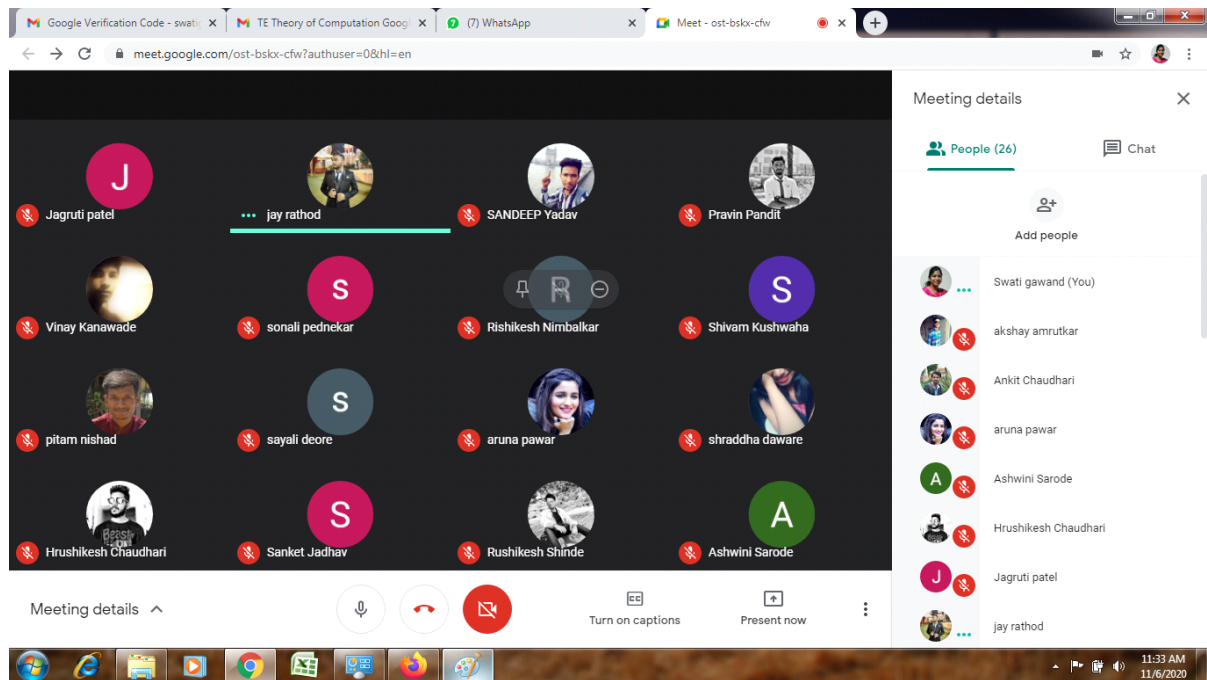 Google Verification Code - swati
TE Theory of Computation Goog
(7) WhatsApp
Meet - ost-bskx-cfw
meet.google.com/ost-bskx-cfw?authuser=0&hl=en
Meeting details
People (26)
Chat
Add people
J
Jagruti patel
jay rathod
SANDEEP Yadav
Pravin Pandit
Vinay Kanawade
S
sonali pednekar
R
Rishikesh Nimbalkar
S
Shivam Kushwaha
pitam nishad
S
sayali deore
aruna pawar
shraddha daware
Beast
Hrushikesh Chaudhari
S
Sanket Jadhav
Rushikesh Shinde
A
Ashwini Sarode
Swati gawand (You)
akshay amrutkar
Ankit Chaudhari
aruna pawar
A
Ashwini Sarode
Hrushikesh Chaudhari
J
Jagruti patel
jay rathod
Meeting details
CC
Turn on captions
Present now
11:33 AM
11/6/2020